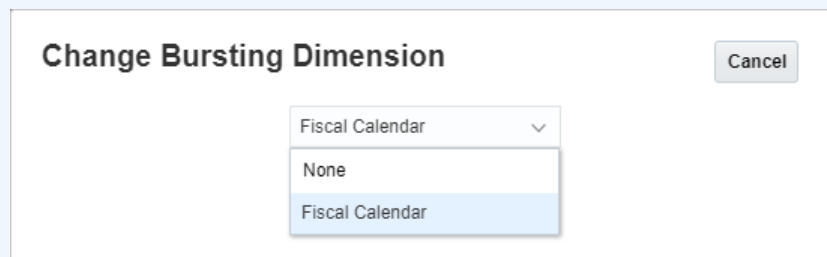 Change Bursting Dimension
Cancel
Fiscal Calendar
None
Fiscal Calendar